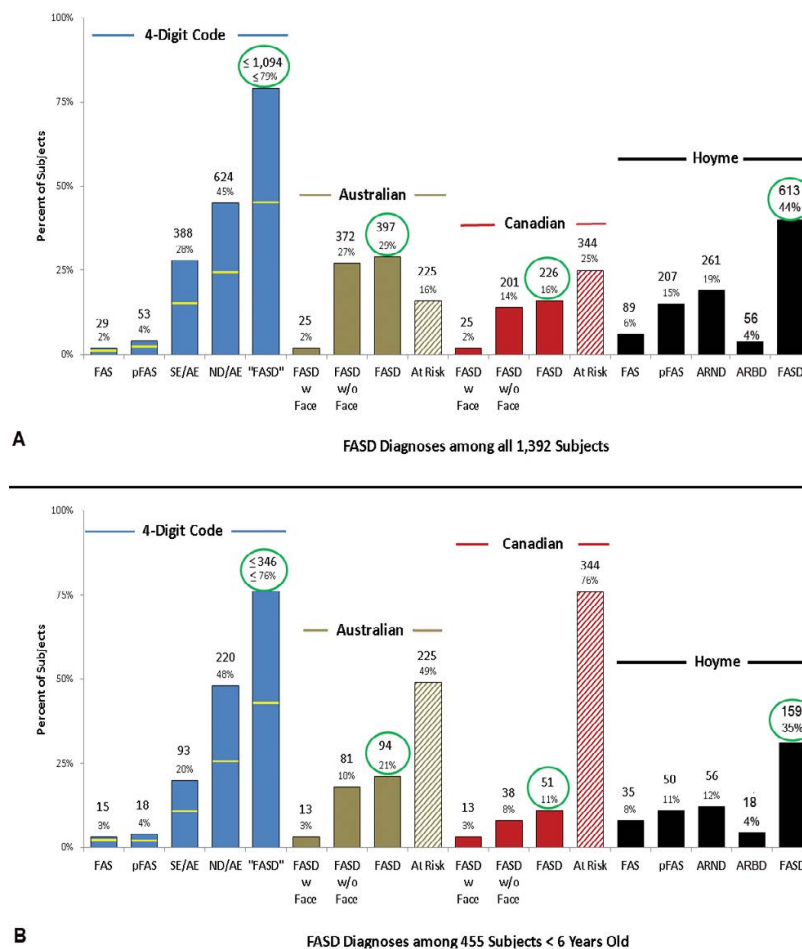 100%
75%
50%
25%
0%
Percent of Subjects
4-Digit Code
Australian
Canadian
Hoyme
29
2%
53
4%
388
28%
624
45%
≤ 1,094
≤ 79%
25
2%
372
27%
397
29%
225
16%
25
2%
201
14%
226
16%
344
25%
89
6%
207
15%
261
19%
56
4%
613
44%
FAS
pFAS
SE/AE
ND/AE
"FASD"
FASD
w
Face
FASD
w/o
Face
FASD
At Risk
FASD
w
Face
FASD
w/o
Face
FASD
At Risk
FAS
pFAS
ARND
ARBD
FASD
A
FASD Diagnoses among all 1,392 Subjects
100%
75%
50%
25%
0%
Percent of Subjects
4-Digit Code
Australian
Canadian
Hoyme
15
3%
18
4%
93
20%
220
48%
≤ 346
≤ 76%
13
3%
81
10%
94
21%
225
49%
13
3%
38
8%
51
11%
344
76%
35
8%
50
11%
56
12%
18
4%
159
35%
FAS
pFAS
SE/AE
ND/AE
"FASD"
FASD
w
Face
FASD
w/o
Face
FASD
At Risk
FASD
w
Face
FASD
w/o
Face
FASD
At Risk
FAS
pFAS
ARND
ARBD
FASD
B
FASD Diagnoses among 455 Subjects < 6 Years Old